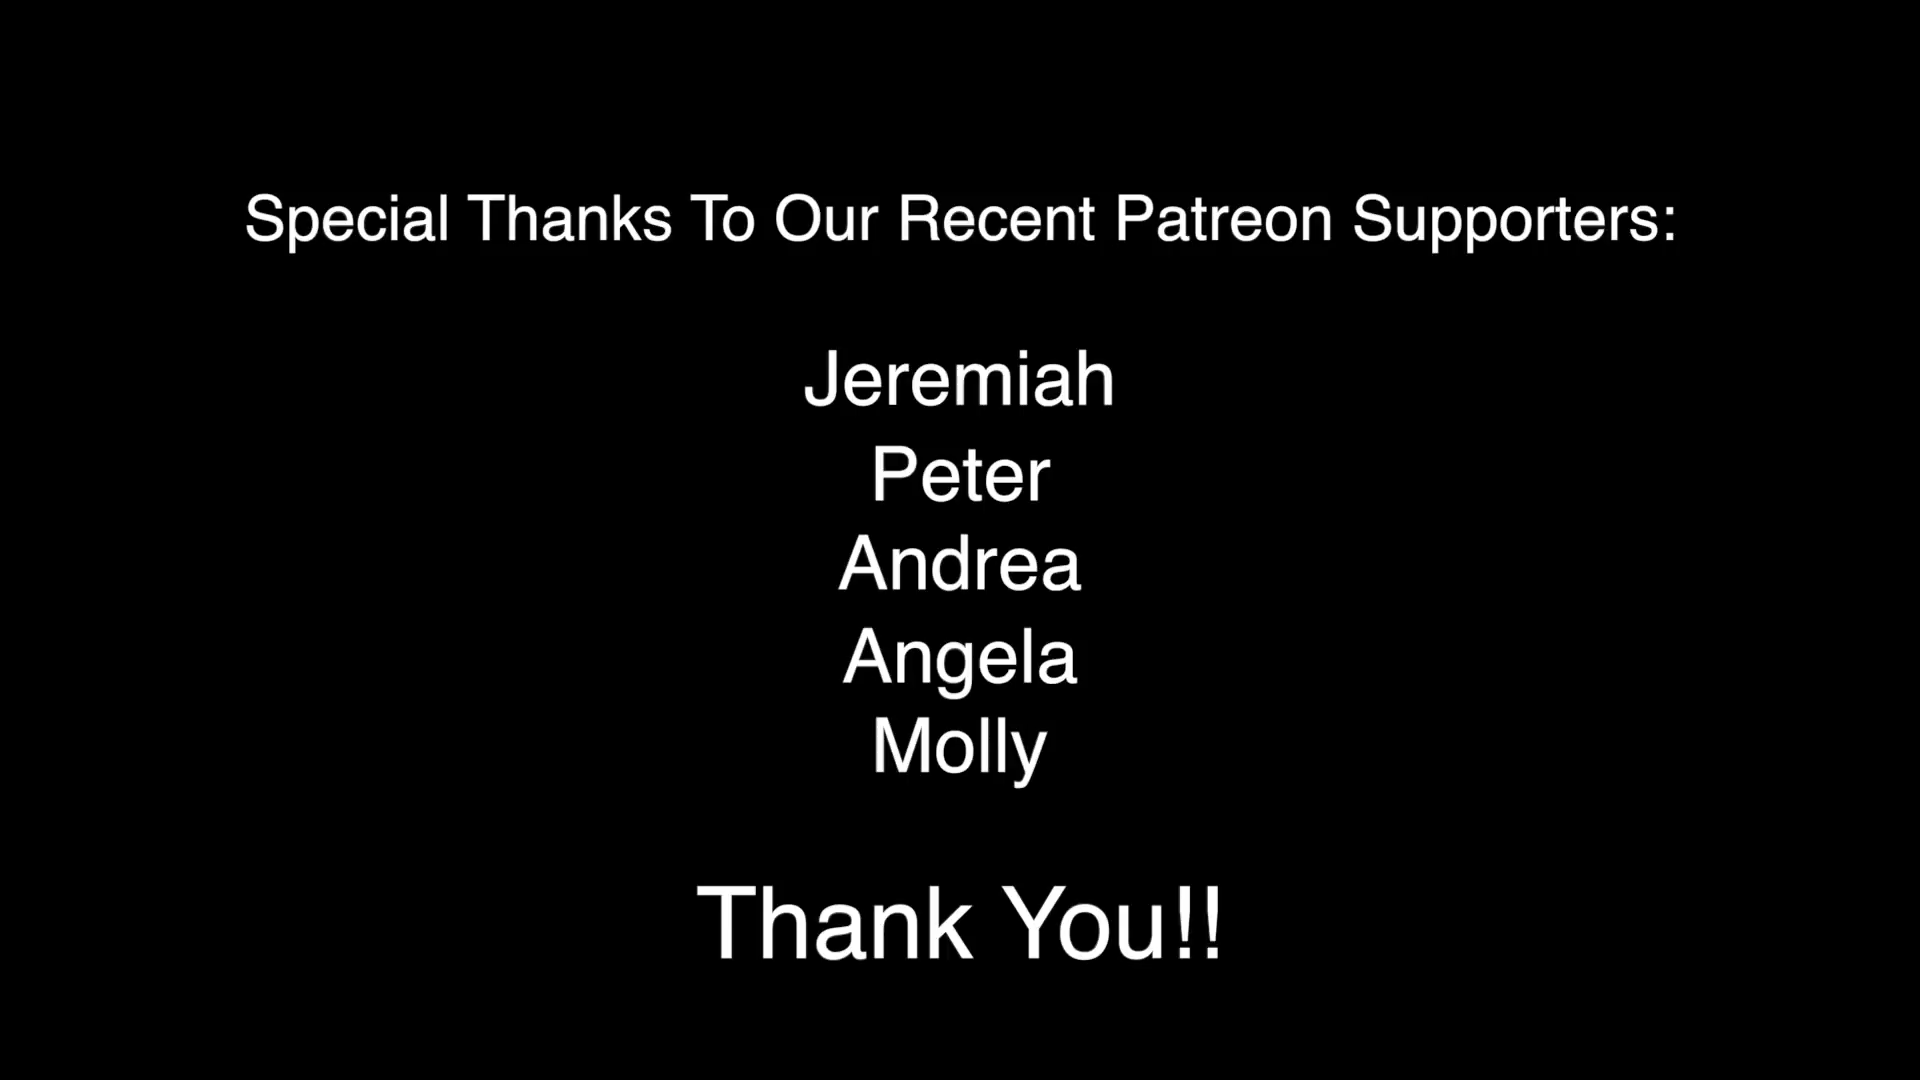 Special Thanks To Our Recent Patreon Supporters:
Jeremiah
Peter
Andrea
Angela
Molly
Thank You!!